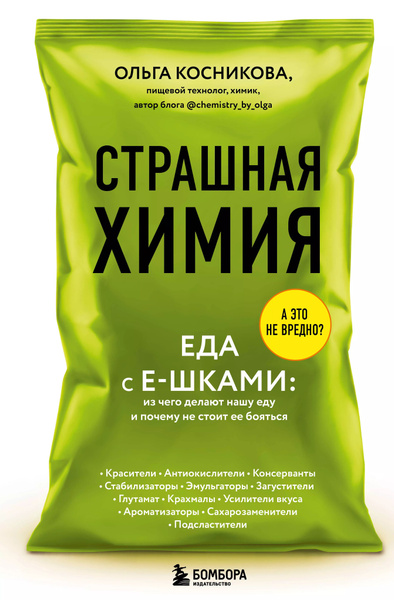 ОЛЬГА КОСНИКОВА,
пищевой технолог, химик,
автор блога @chemistry_by_olga
СТРАШНАЯ
ХИМИЯ
А ЭТО
НЕ ВРЕДНО?
ЕДА
с Е-ШКАМИ:
из чего делают нашу еду
и почему не стоит ее бояться
• Красители • Антиокислители • Консерванты
• Стабилизаторы • Эмульгаторы • Загустители
• Глутамат • Крахмалы • Усилители вкуса
• Ароматизаторы • Сахарозаменители
• Подсластители
БОМБОРА
ИЗДАТЕЛЬСТВО